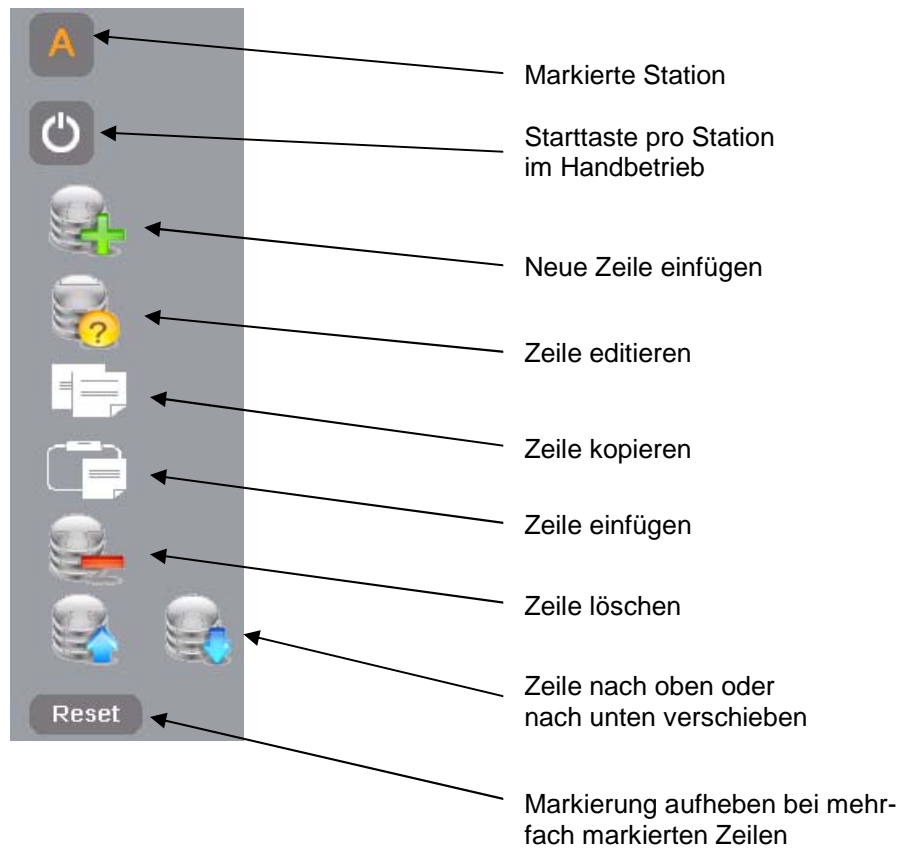 A
Markierte Station
Starttaste pro Station
im Handbetrieb
Neue Zeile einfügen
?
Zeile editieren
Zeile kopieren
Zeile einfügen
Zeile löschen
Zeile nach oben oder
nach unten verschieben
Reset
Markierung aufheben bei mehr-
fach markierten Zeilen